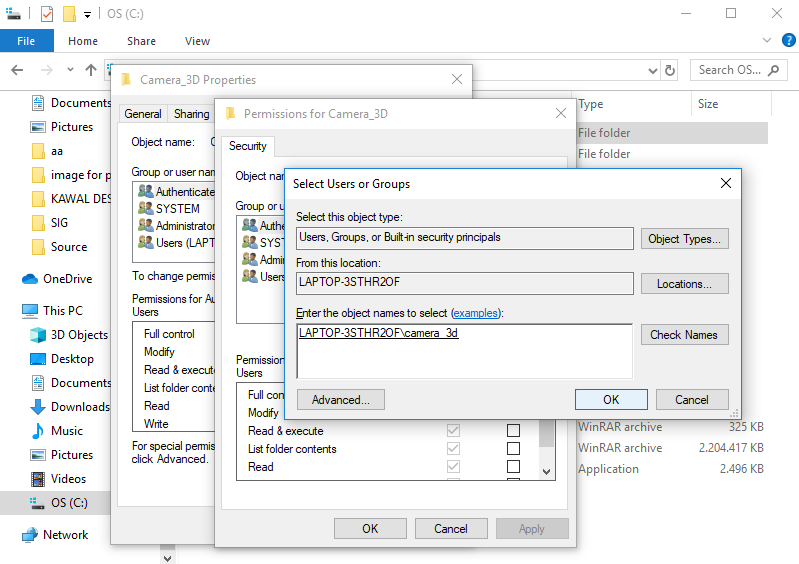 OS (C:)
File Home Share View
Search OS...
Camera_3D Properties
General Sharing
Object name:
Group or user nam
Authenticate
SYSTEM
Administrator
Users (LAPT
To change permis
Permissions for Au
Users
Full control
Modify
Read & execute
List folder conte
Read
Write
For special permis
click Advanced.
Permissions for Camera_3D
Security
Object nam
Group or us
Authe
SYST
Admi
Users
Permission
Users
Full con
Modify
Read & execute
List folder contents
Read
OK Cancel Apply
Select Users or Groups
Select this object type:
Users, Groups, or Built-in security principals
Object Types...
From this location:
LAPTOP-3STHR2OF
Locations...
Enter the object names to select (examples):
LAPTOP-3STHR2OF\camera_3d
Check Names
Advanced...
OK Cancel
Documents
Pictures
aa
image for p
KAWAL DES
SIG
Source
OneDrive
This PC
3D Objects
Desktop
Documents
Downloads
Music
Pictures
Videos
OS (C:)
Network
Type Size
File folder
File folder
WinRAR archive 325 KB
WinRAR archive 2.204.417 KB
Application 2.496 KB